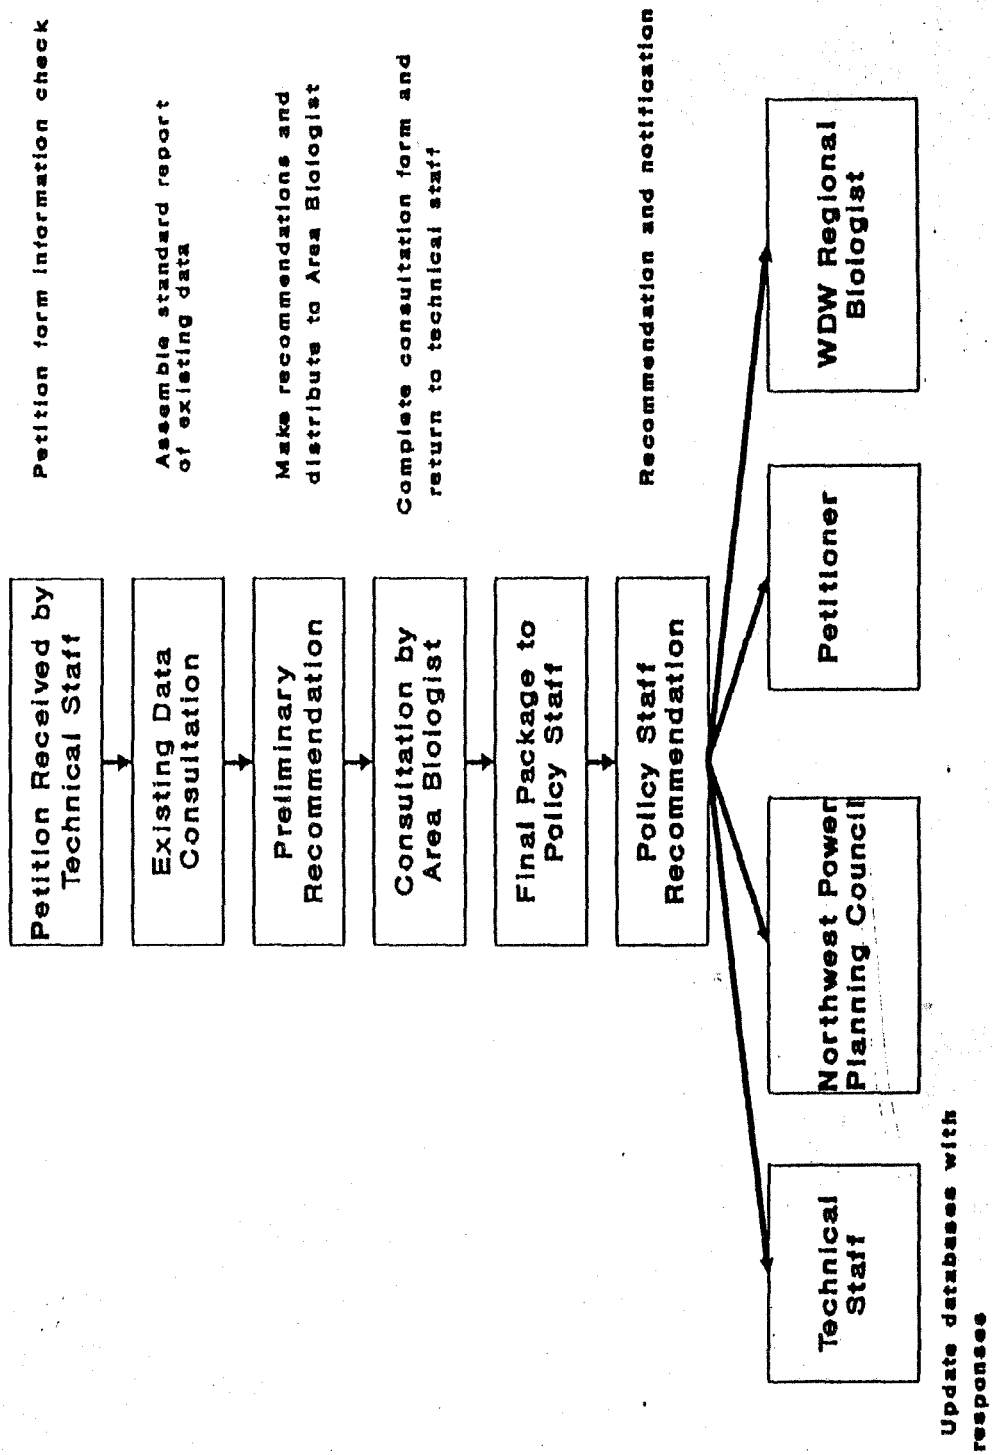 Petition Received by
Technical Staff
Petition form information check
Existing Data
Consultation
Assemble standard report
of existing data
Preliminary
Recommendation
Make recommendations and
distribute to Area Biologist
Consultation by
Area Biologist
Complete consultation form and
return to technical staff
Final Package to
Policy Staff
Policy Staff
Recommendation
Recommendation and notification
Technical
Staff
Northwest Power
Planning Council
Petitioner
WDW Regional
Biologist
Update databases with
responses